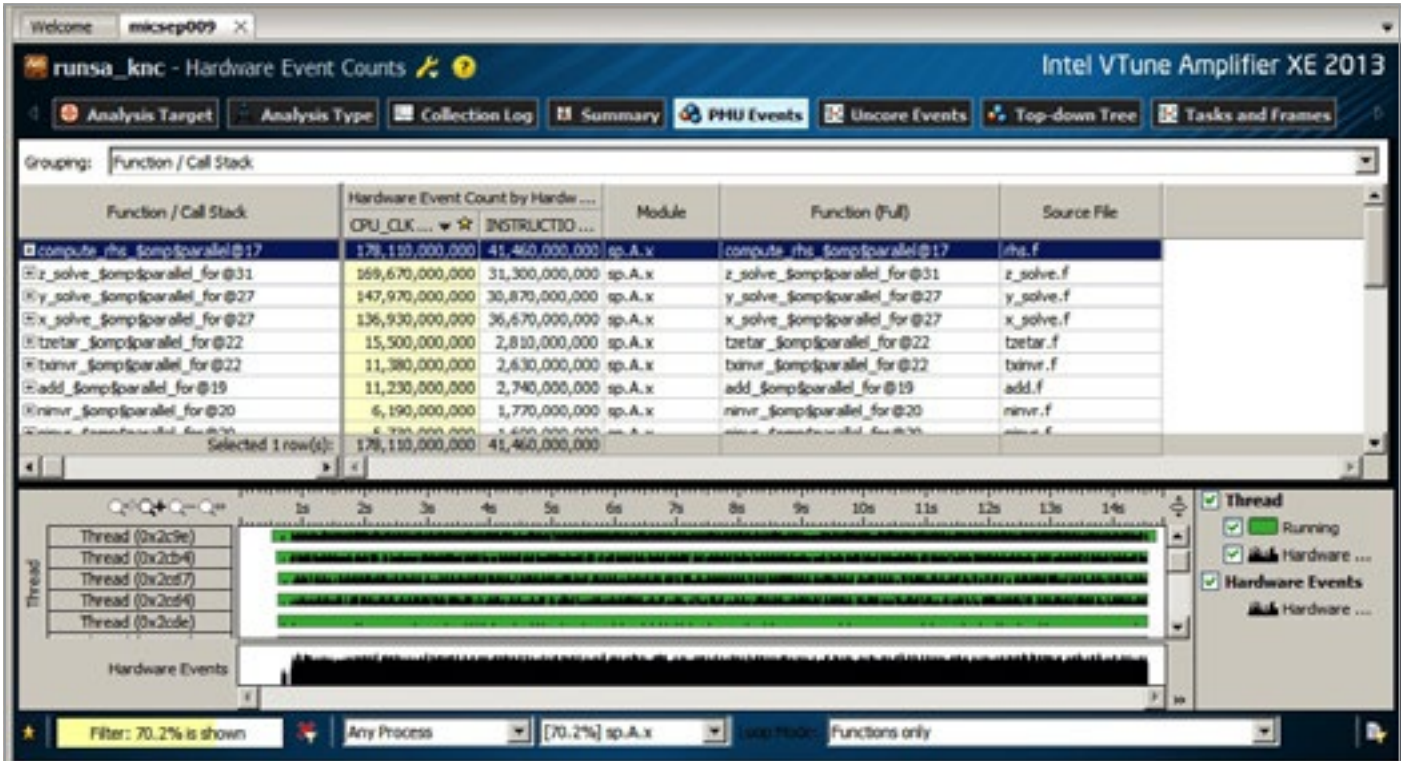 Welcome micsep009
runsa_knc - Hardware Event Counts Intel VTune Amplifier XE 2013
Analysis Target Analysis Type Collection Log Summary PMU Events Uncore Events Top-down Tree Tasks and Frames
Grouping: Function / Call Stack
Function / Call Stack Hardware Event Count by Hardw ... Module Function (Full) Source File
CPU_CLK ... INSTRUCTIO ...
compute_rhs_$omp$parallel@17 178,110,000,000 41,460,000,000 sp.A.x compute_rhs_$omp$parallel@17 rhs.f
z_solve_$omp$parallel_for@31 169,670,000,000 31,300,000,000 sp.A.x z_solve_$omp$parallel_for@31 z_solve.f
y_solve_$omp$parallel_for@27 147,970,000,000 30,870,000,000 sp.A.x y_solve_$omp$parallel_for@27 y_solve.f
x_solve_$omp$parallel_for@27 136,930,000,000 36,670,000,000 sp.A.x x_solve_$omp$parallel_for@27 x_solve.f
tzetar_$omp$parallel_for@22 15,500,000,000 2,810,000,000 sp.A.x tzetar_$omp$parallel_for@22 tzetar.f
txinvr_$omp$parallel_for@22 11,380,000,000 2,630,000,000 sp.A.x txinvr_$omp$parallel_for@22 txinvr.f
add_$omp$parallel_for@19 11,230,000,000 2,740,000,000 sp.A.x add_$omp$parallel_for@19 add.f
ninvr_$omp$parallel_for@20 6,190,000,000 1,770,000,000 sp.A.x ninvr_$omp$parallel_for@20 ninvr.f
Selected 1 row(s): 178,110,000,000 41,460,000,000
1s 2s 3s 4s 5s 6s 7s 8s 9s 10s 11s 12s 13s 14s
Thread
Thread (0x2c9e)
Thread (0x2cb4)
Thread (0x2cd7)
Thread (0x2cd4)
Thread (0x2cde)
Hardware Events
Thread
Running
Hardware ...
Hardware Events
Hardware ...
Filter: 70.2% is shown Any Process [70.2%] sp.A.x Loop Mode: Functions only